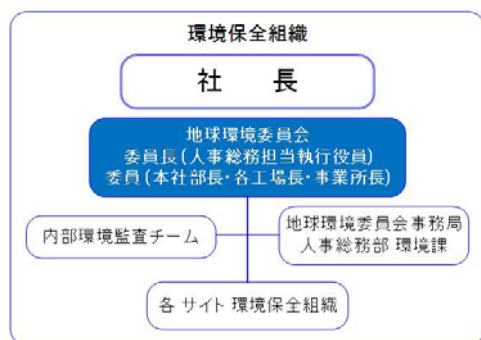 環境保全組織
社 長
地球環境委員会
委員長(人事総務担当執行役員)
委員(本社部長・各工場長・事業所長)
内部環境監査チーム
地球環境委員会事務局
人事総務部 環境課
各 サイト 環境保全組織